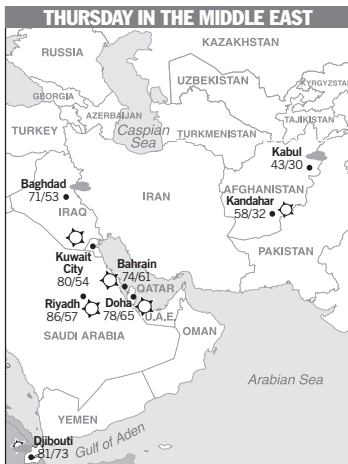 THURSDAY IN THE MIDDLE EAST
KAZAKHSTAN
RUSSIA
UZBEKISTAN
KYRGYZSTAN
GEORGIA
AZERBAIJAN
TAJIKISTAN
TURKEY
Caspian
Sea
TURKMENISTAN
Kabul
43/30
Baghdad
71/53
IRAN
AFGHANISTAN
Kandahar
58/32
IRAQ
PAKISTAN
Kuwait
City
80/54
Bahrain
74/61
QATAR
Riyadh
86/57
Doha
78/65
U.A.E.
SAUDI ARABIA
OMAN
Arabian Sea
YEMEN
Djibouti
81/73
Gulf of Aden